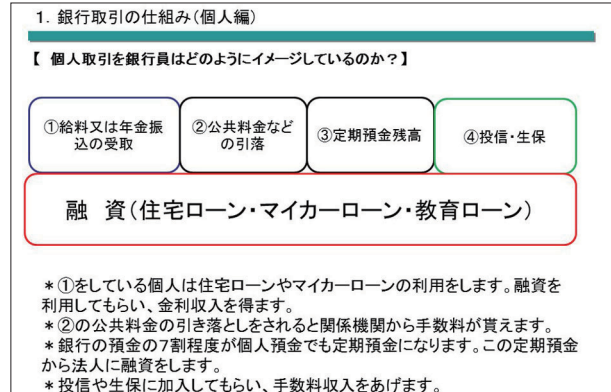 1．銀行取引の仕組み（個人編）
【 個人取引を銀行員はどのようにイメージしているのか？】
①給料又は年金振
込の受取
②公共料金など
の引落
③定期預金残高
④投信・生保
融　資（住宅ローン・マイカーローン・教育ローン）
＊①をしている個人は住宅ローンやマイカーローンの利用をします。融資を
利用してもらい、金利収入を得ます。
＊②の公共料金の引き落としをされると関係機関から手数料が貰えます。
＊銀行の預金の7割程度が個人預金でも定期預金になります。この定期預金
から法人に融資をします。
＊投信や生保に加入してもらい、手数料収入をあげます。